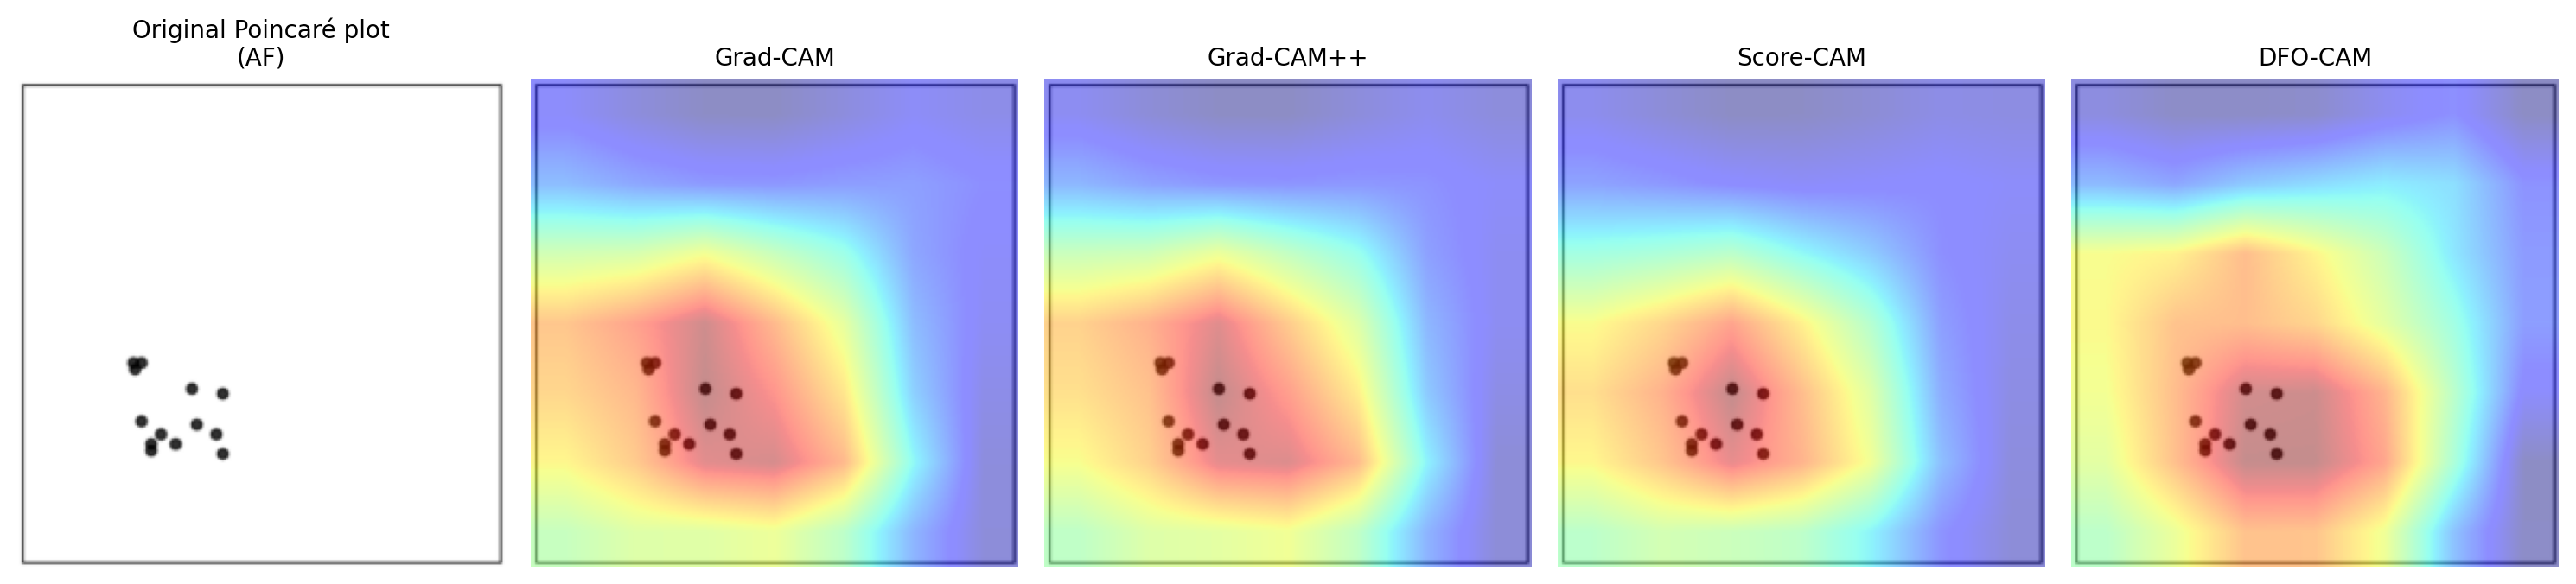 Original Poincaré plot
(AF)
Grad-CAM
Grad-CAM++
Score-CAM
DFO-CAM